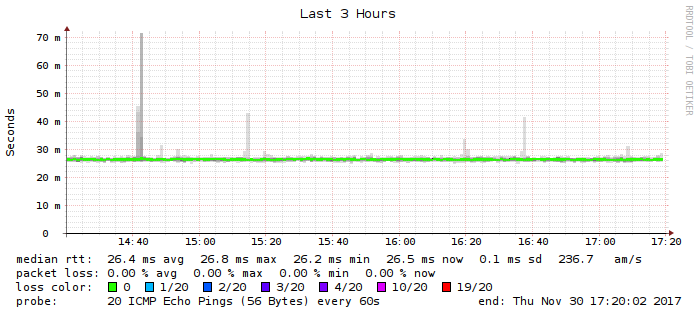 Last 3 Hours
RRDTOOL / TOBI OETIKER
Seconds
70 m
60 m
50 m
40 m
30 m
20 m
10 m
0
14:40 15:00 15:20 15:40 16:00 16:20 16:40 17:00 17:20
median rtt: 26.4 ms avg 26.8 ms max 26.2 ms min 26.5 ms now 0.1 ms sd 236.7 am/s
packet loss: 0.00 % avg 0.00 % max 0.00 % min 0.00 % now
loss color: 0 1/20 2/20 3/20 4/20 10/20 19/20
probe: 20 ICMP Echo Pings (56 Bytes) every 60s end: Thu Nov 30 17:20:02 2017